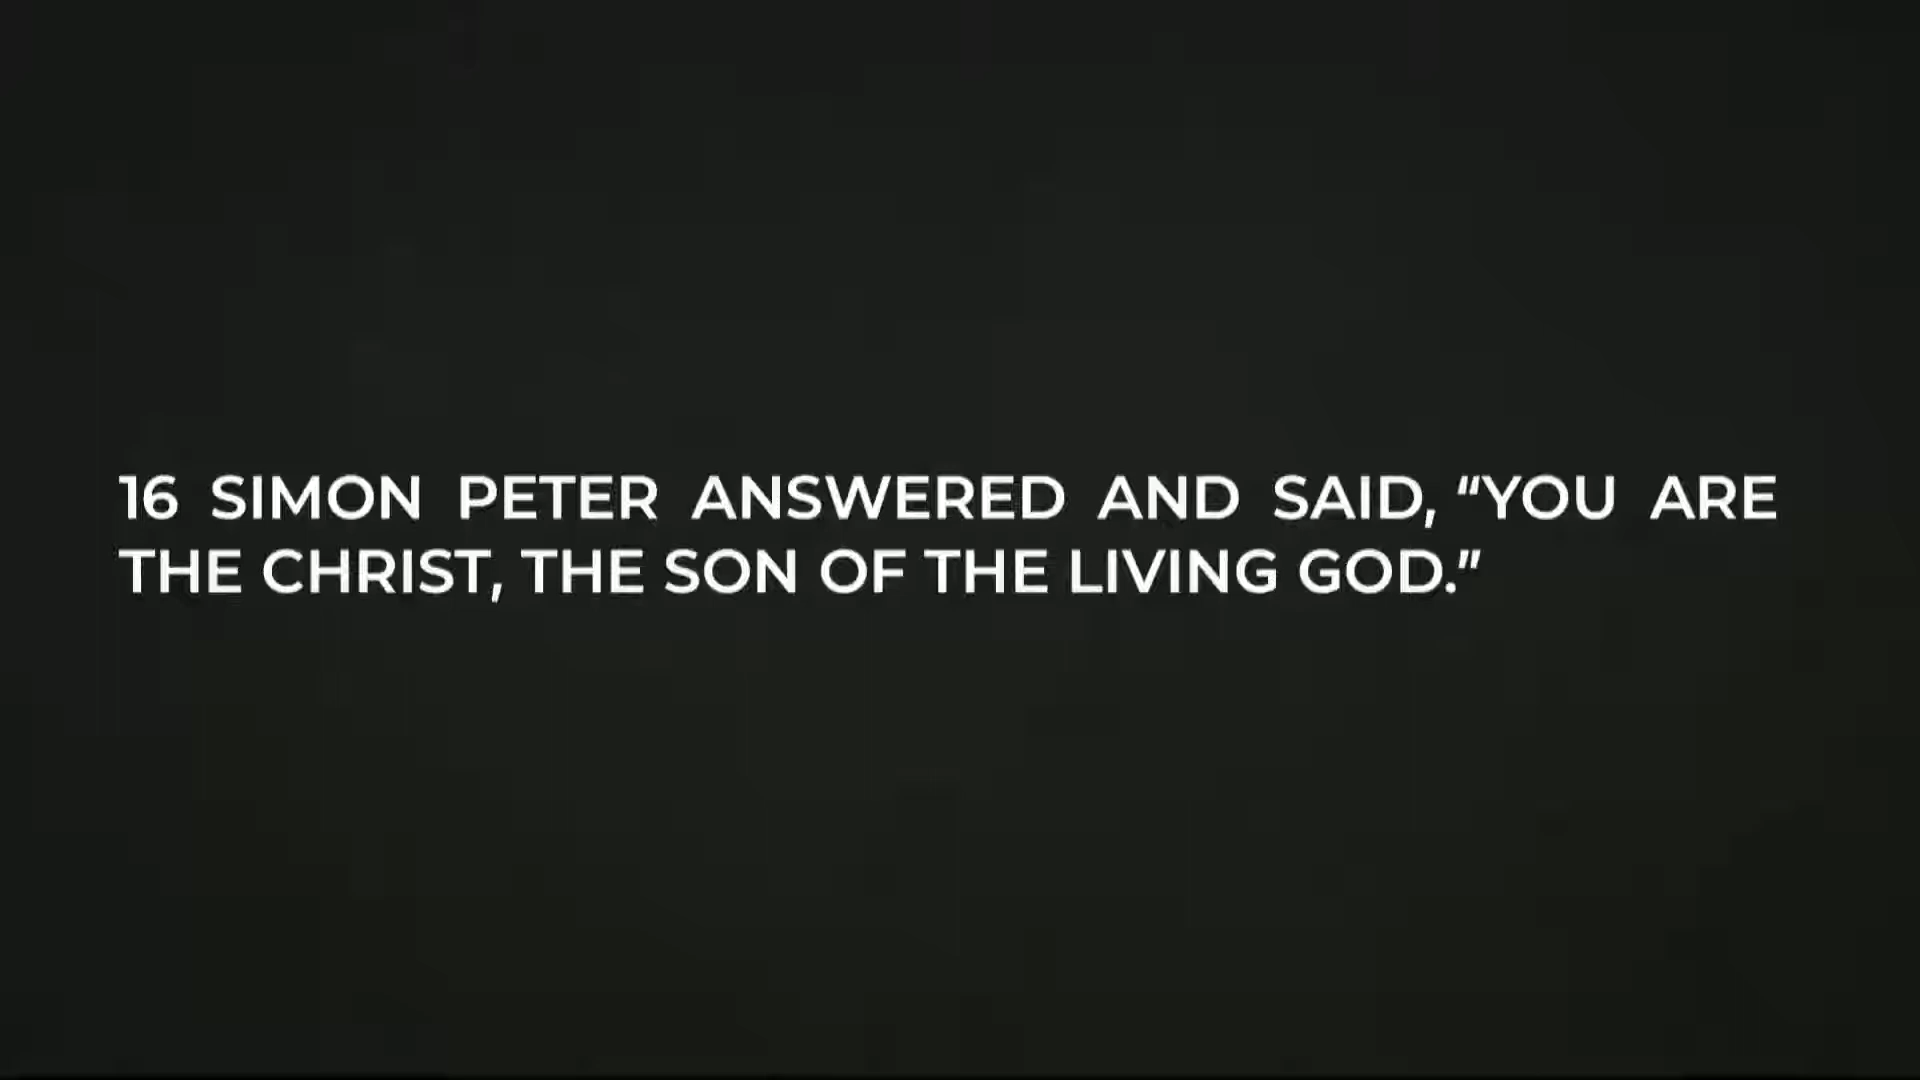 16 SIMON PETER ANSWERED AND SAID, “YOU ARE
THE CHRIST, THE SON OF THE LIVING GOD.”